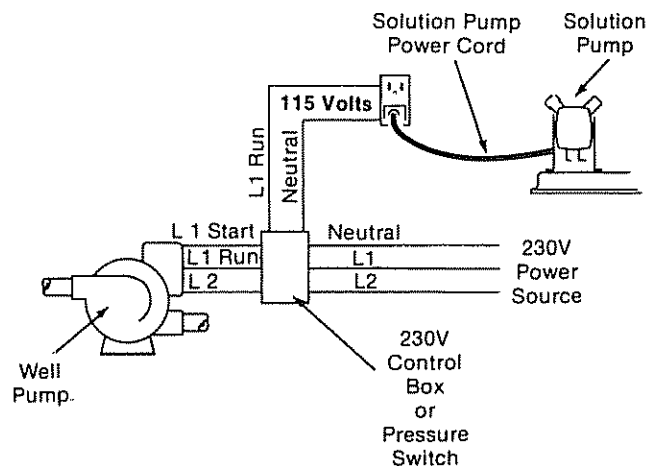 Solution Pump
Power Cord
Solution
Pump
115 Volts
L1 Run
Neutral
L 1 Start
L1 Run
L 2
Neutral
L1
L2
230V
Power
Source
Well
Pump
230V
Control
Box
or
Pressure
Switch